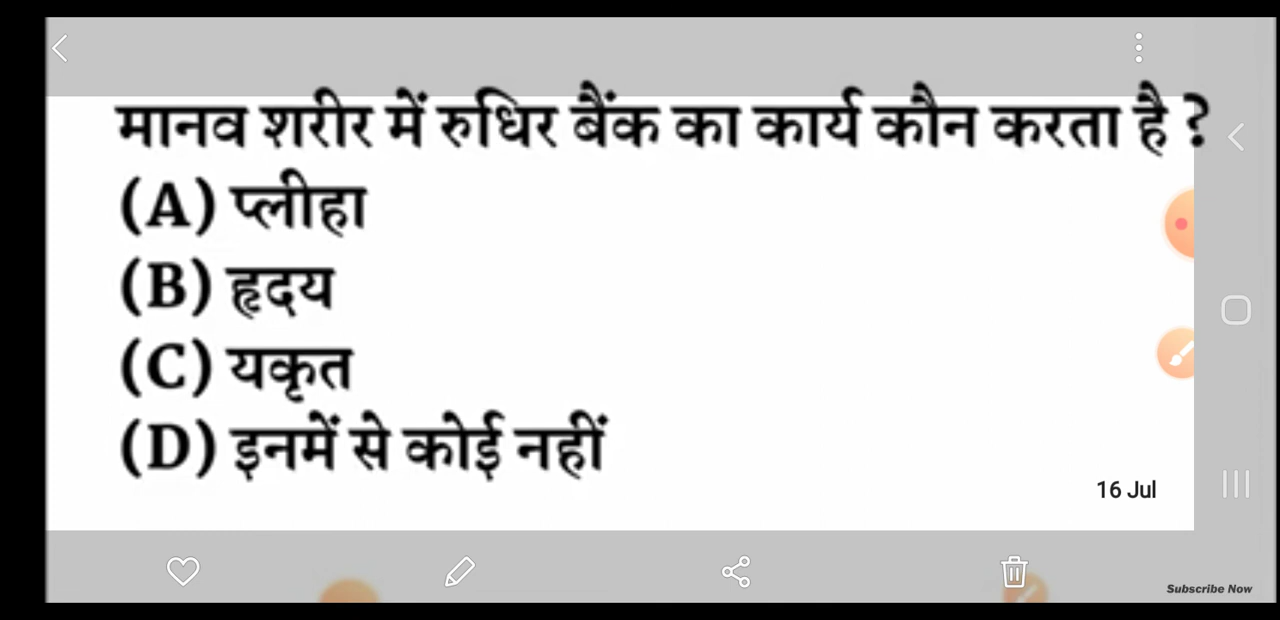 मानव शरीर में रुधिर बैंक का कार्य कौन करता है ?
(A) प्लीहा
(B) हृदय
(C) यकृत
(D) इनमें से कोई नहीं
16 Jul
Subscribe Now